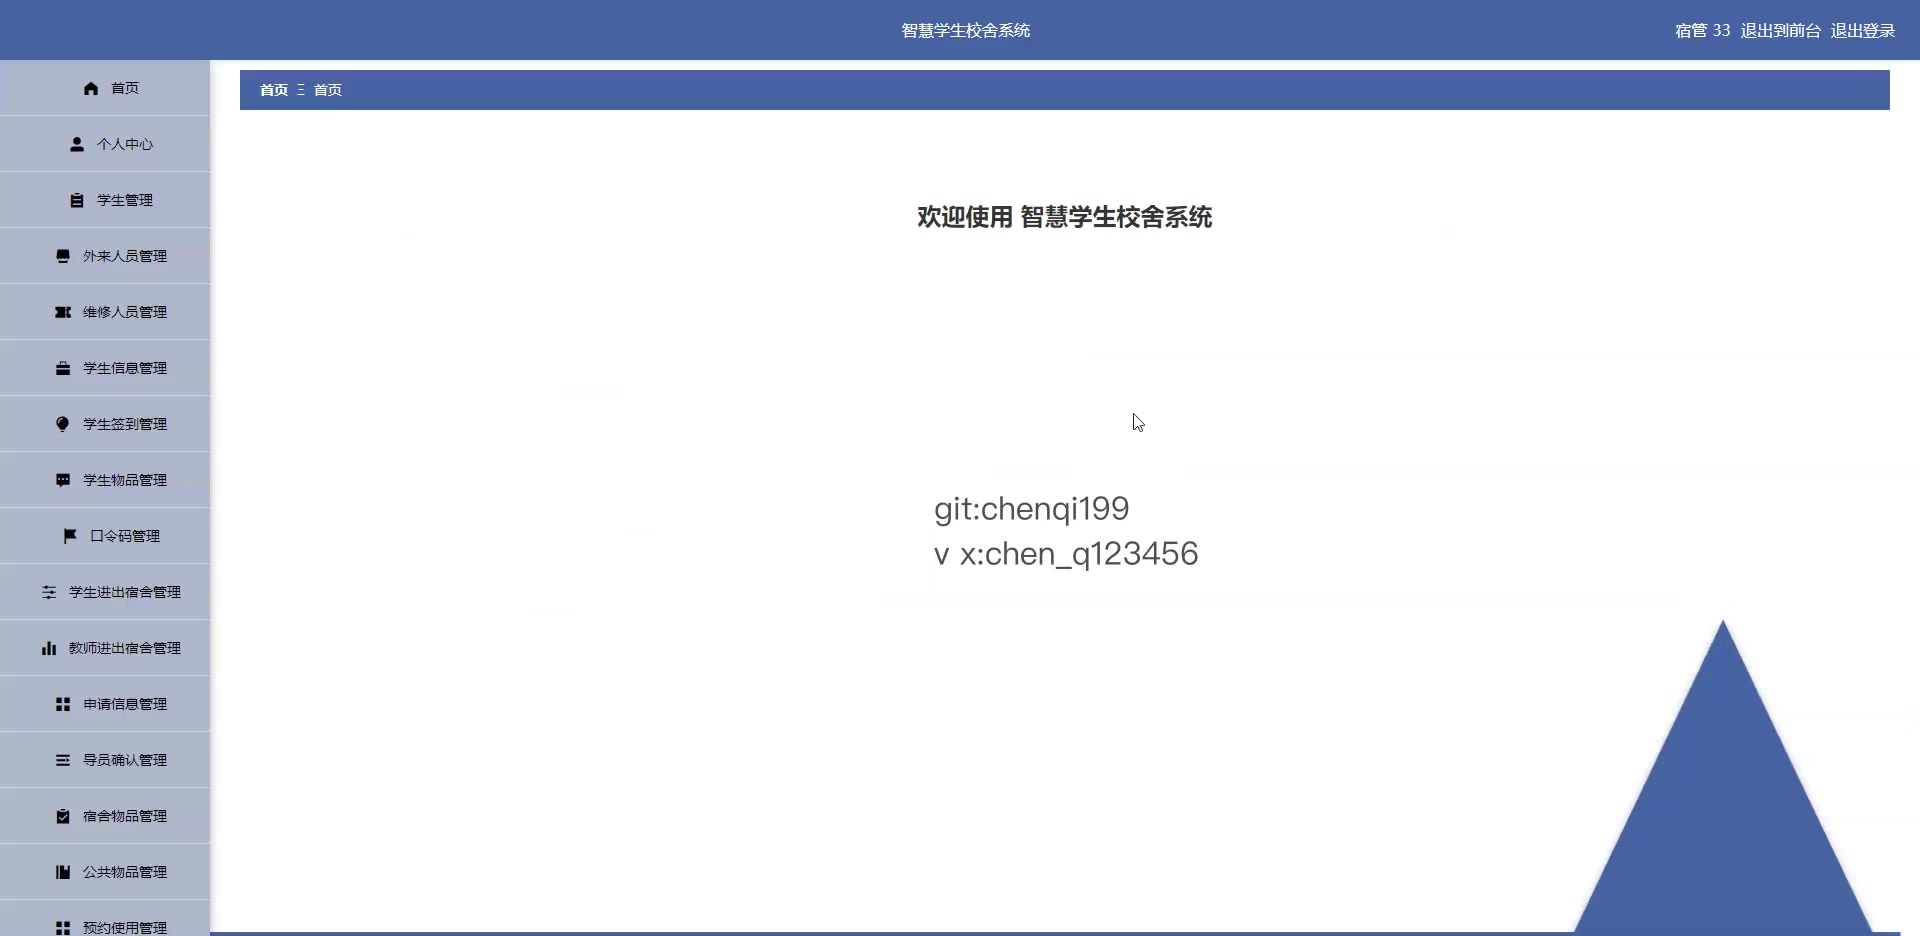 智慧学生校舍系统
宿管 33 退出到前台 退出登录
首页
个人中心
学生管理
外来人员管理
维修人员管理
学生信息管理
学生签到管理
学生物品管理
口令码管理
学生进出宿舍管理
教师进出宿舍管理
申请信息管理
导员确认管理
宿舍物品管理
公共物品管理
预约使用管理
首页 Ξ 首页
欢迎使用 智慧学生校舍系统
git:chenqi199
v x:chen_q123456